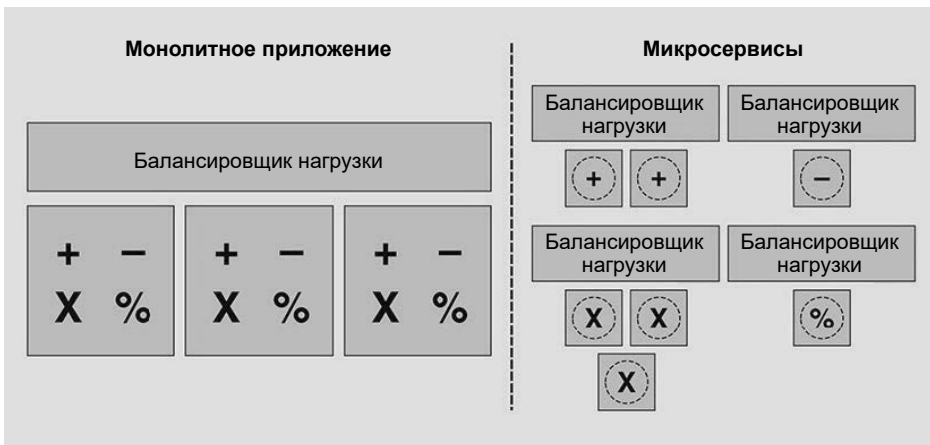 Монолитное приложение
Балансировщик нагрузки
+ − + − + −
X % X % X %
Микросервисы
Балансировщик
нагрузки
+ +
Балансировщик
нагрузки
−
Балансировщик
нагрузки
X X
X
Балансировщик
нагрузки
%